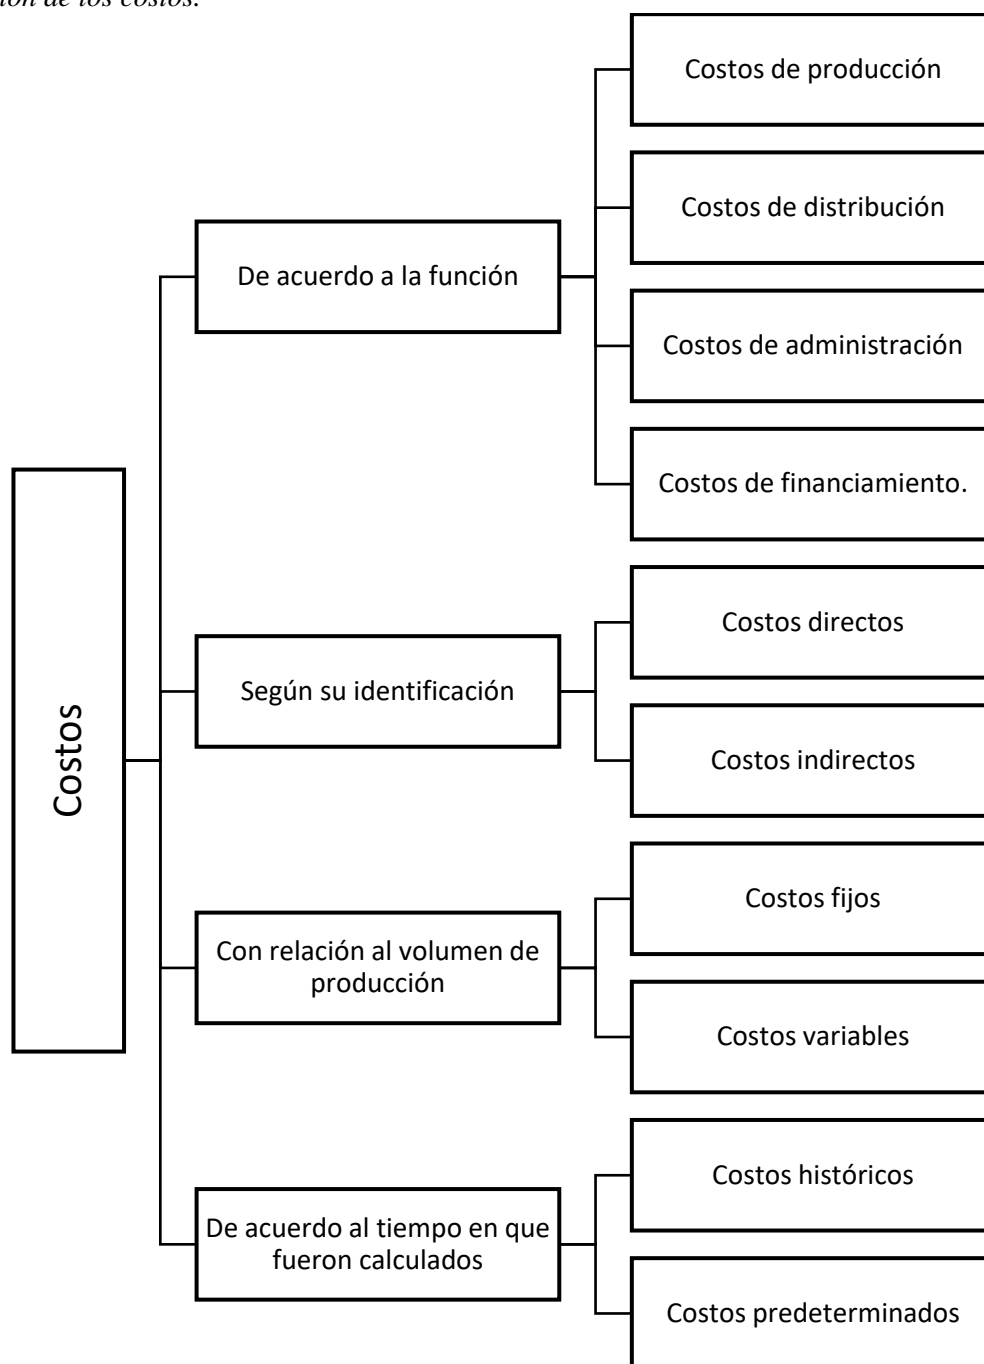 de los costos.
Costos
De acuerdo a la función
Costos de producción
Costos de distribución
Costos de administración
Costos de financiamiento.
Según su identificación
Costos directos
Costos indirectos
Con relación al volumen de
producción
Costos fijos
Costos variables
De acuerdo al tiempo en que
fueron calculados
Costos históricos
Costos predeterminados